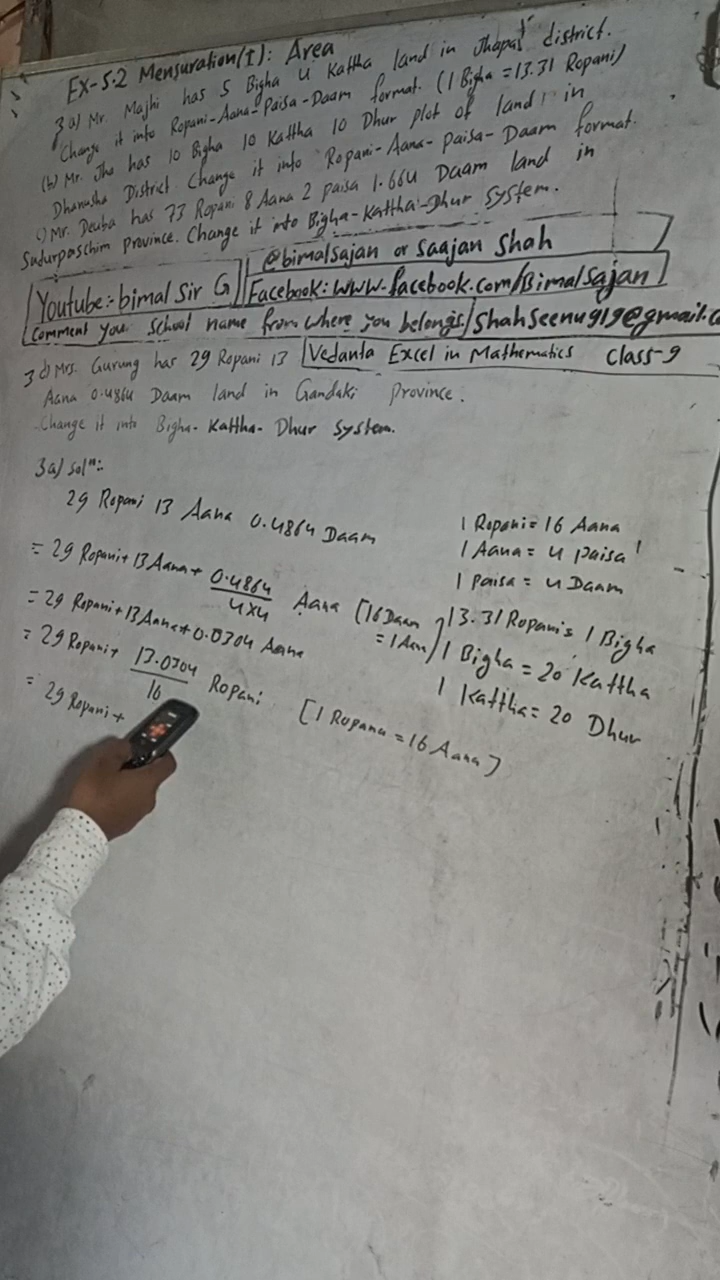 Ex-5.2 Mensuration(I): Area
3 a) Mr. Majhi has 5 Bigha 4 Kattha land in Jhapa district.
Change it into Ropani-Aana-Paisa-Daam format. (1 Bigha = 13.31 Ropani)
(b) Mr. Jha has 10 Bigha 10 Kattha 10 Dhur plot of land in
Dhanusha District Change it into Ropani-Aana-Paisa-Daam format.
c) Mr. Deuba has 73 Ropani 8 Aana 2 paisa 1.664 Daam land in
Sudurpaschim Province. Change it into Bigha-Kattha-Dhur system.
@bimalsajan or Saajan Shah
Youtube:- bimal Sir G
Facebook: www.facebook.com/Bimalsajan
Comment your School name from where you belongs/Shahseenu919@gmail.c
3 d) Mrs. Gurung has 29 Ropani 13
Vedanta Excel in Mathematics Class-9
Aana 0.4864 Daam land in Gandaki Province.
Change it into Bigha-Kattha-Dhur System.
3a) solⁿ:
29 Ropani 13 Aana 0.4864 Daam
= 29 Ropani + 13 Aana + 0.4864/4x4 Aana [16 Daam = 1 Aana]
= 29 Ropani + 13 Aana + 0.0304 Aana
= 29 Ropani + 13.0304/16 Ropani [1 Ropana = 16 Aana]
= 29 Ropani +
1 Ropani = 16 Aana
1 Aana = 4 paisa
1 paisa = 4 Daam
13.31 Ropani = 1 Bigha
1 Bigha = 20 Kattha
1 Kattha = 20 Dhur